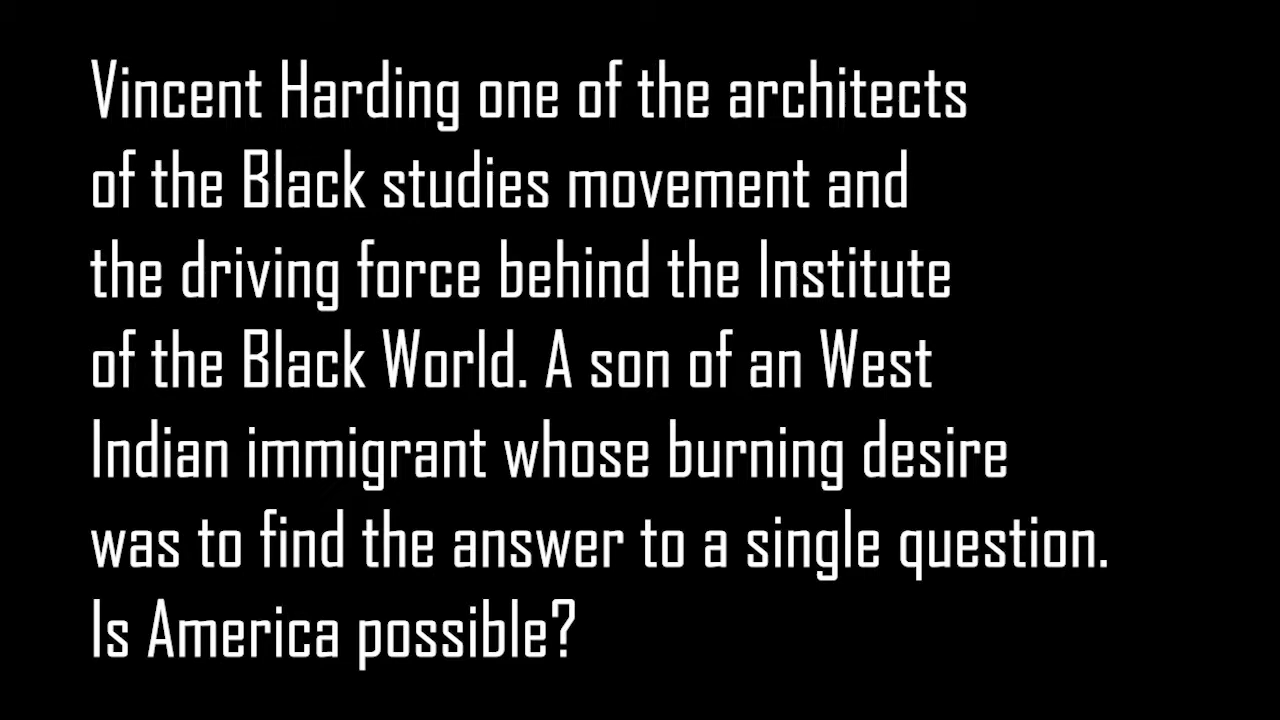 Vincent Harding one of the architects
of the Black studies movement and
the driving force behind the Institute
of the Black World. A son of an West
Indian immigrant whose burning desire
was to find the answer to a single question.
Is America possible?